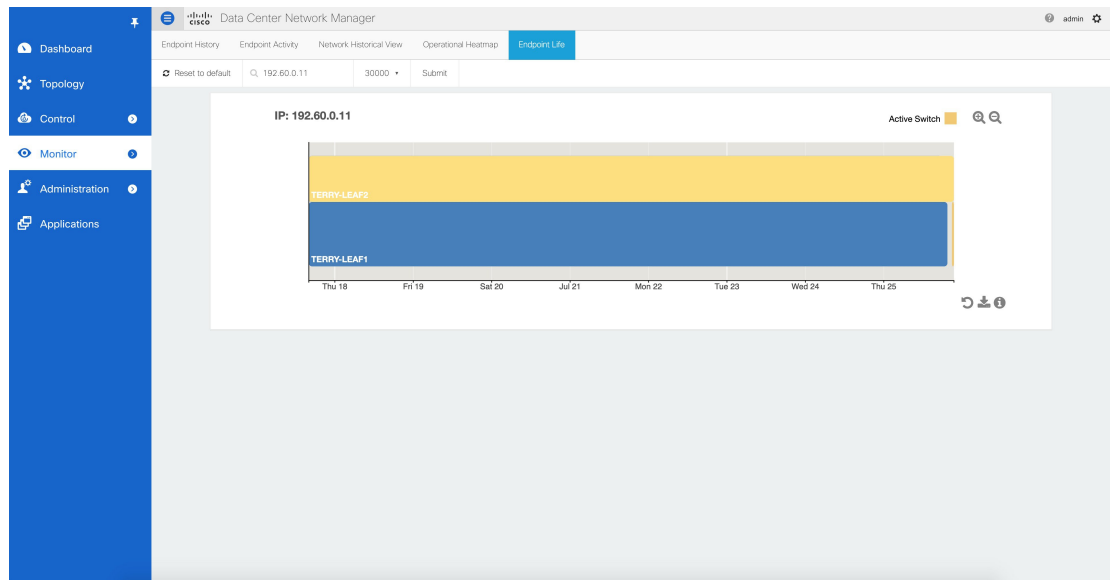 CISCO Data Center Network Manager
admin
Dashboard
Topology
Control
Monitor
Administration
Applications
Endpoint History Endpoint Activity Network Historical View Operational Heatmap Endpoint Life
Reset to default 192.60.0.11 30000 Submit
IP: 192.60.0.11
Active Switch
TERRY-LEAF2
TERRY-LEAF1
Thu 18 Fri 19 Sat 20 Jul 21 Mon 22 Tue 23 Wed 24 Thu 25